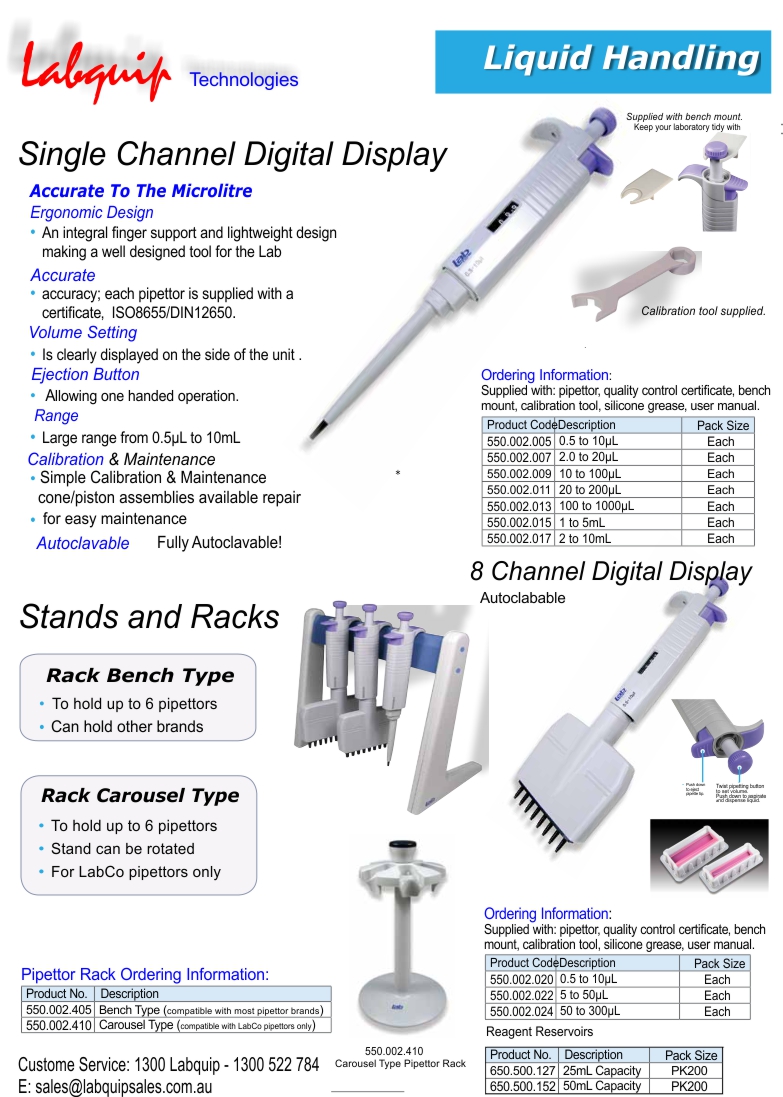 Labquip Technologies
Liquid Handling
Single Channel Digital Display
Accurate To The Microlitre
Ergonomic Design
• An integral finger support and lightweight design
making a well designed tool for the Lab
Accurate
• accuracy; each pipettor is supplied with a
certificate, ISO8655/DIN12650.
Volume Setting
• Is clearly displayed on the side of the unit .
Ejection Button
• Allowing one handed operation.
Range
• Large range from 0.5µL to 10mL
Calibration & Maintenance
• Simple Calibration & Maintenance
cone/piston assemblies available repair
• for easy maintenance
Autoclavable Fully Autoclavable!
*
Supplied with bench mount.
Keep your laboratory tidy with
Calibration tool supplied.
Ordering Information:
Supplied with: pipettor, quality control certificate, bench
mount, calibration tool, silicone grease, user manual.
Product Code Description Pack Size
550.002.005 0.5 to 10µL Each
550.002.007 2.0 to 20µL Each
550.002.009 10 to 100µL Each
550.002.011 20 to 200µL Each
550.002.013 100 to 1000µL Each
550.002.015 1 to 5mL Each
550.002.017 2 to 10mL Each
8 Channel Digital Display
Autoclabable
Push down
to eject
pipette tip.
Twist pipetting button
to set volume.
Push down to aspirate
and dispense liquid.
Ordering Information:
Supplied with: pipettor, quality control certificate, bench
mount, calibration tool, silicone grease, user manual.
Product Code Description Pack Size
550.002.020 0.5 to 10µL Each
550.002.022 5 to 50µL Each
550.002.024 50 to 300µL Each
Reagent Reservoirs
Product No. Description Pack Size
650.500.127 25mL Capacity PK200
650.500.152 50mL Capacity PK200
Stands and Racks
Rack Bench Type
• To hold up to 6 pipettors
• Can hold other brands
Rack Carousel Type
• To hold up to 6 pipettors
• Stand can be rotated
• For LabCo pipettors only
Pipettor Rack Ordering Information:
Product No. Description
550.002.405 Bench Type (compatible with most pipettor brands)
550.002.410 Carousel Type (compatible with LabCo pipettors only)
550.002.410
Carousel Type Pipettor Rack
Custome Service: 1300 Labquip - 1300 522 784
E: sales@labquipsales.com.au